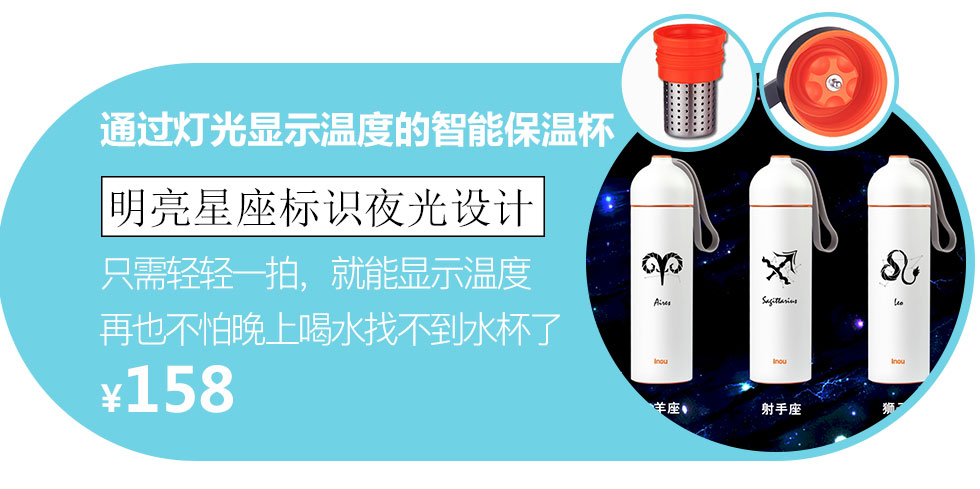 通过灯光显示温度的智能保温杯
明亮星座标识夜光设计
只需轻轻一拍，就能显示温度
再也不怕晚上喝水找不到水杯了
¥158
Aires
Sagittarius
Leo
inou
inou
inou
羊座
射手座
狮